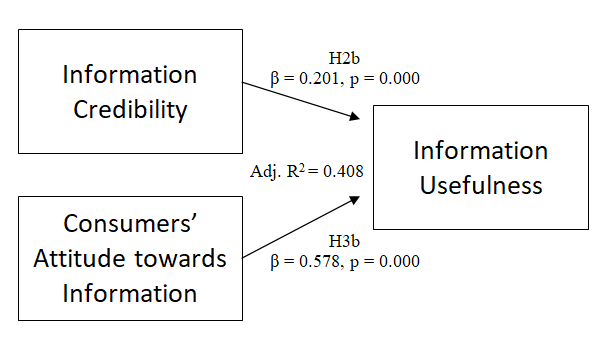 Information
Credibility
H2b
β = 0.201, p = 0.000
Information
Usefulness
Adj. R² = 0.408
Consumers’
Attitude towards
Information
H3b
β = 0.578, p = 0.000